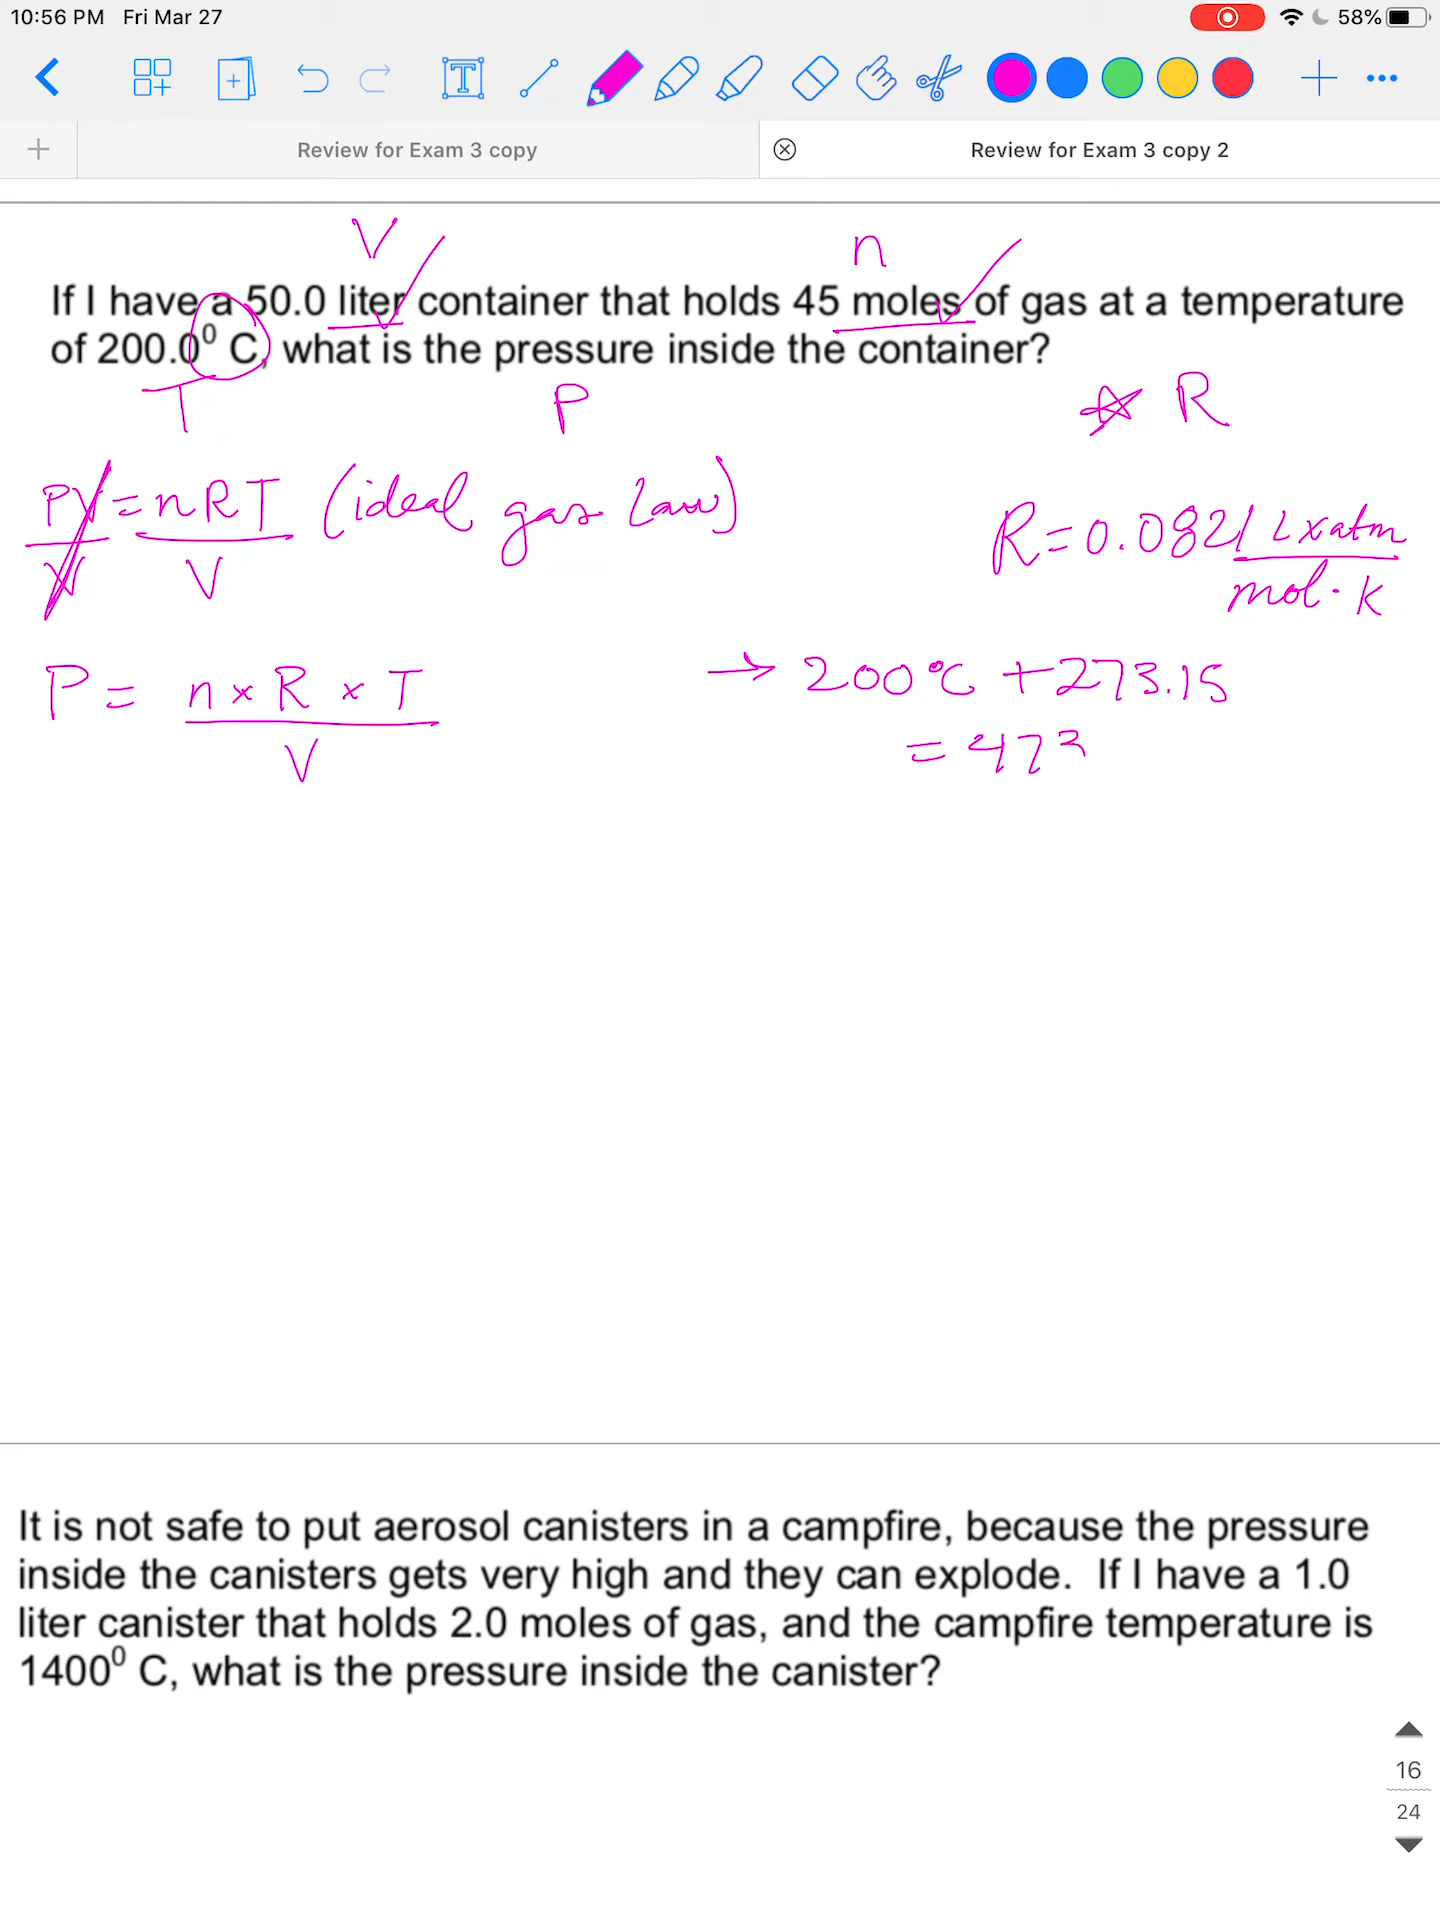 10:56 PM Fri Mar 27 58%
Review for Exam 3 copy
Review for Exam 3 copy 2
V n
If I have a 50.0 liter container that holds 45 moles of gas at a temperature
of 200.0⁰ C, what is the pressure inside the container?
T P ☆ R
PV = nRT (ideal gas Law)
V V
R = 0.0821 L x atm
mol · K
P = n x R x T
V
→ 200°C + 273.15
= 473
It is not safe to put aerosol canisters in a campfire, because the pressure
inside the canisters gets very high and they can explode. If I have a 1.0
liter canister that holds 2.0 moles of gas, and the campfire temperature is
1400⁰ C, what is the pressure inside the canister?
16
24